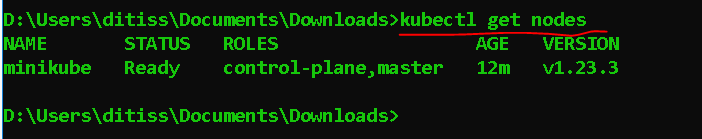 D:\Users\ditiss\Documents\Downloads>kubectl get nodes
NAME STATUS ROLES AGE VERSION
minikube Ready control-plane,master 12m v1.23.3
D:\Users\ditiss\Documents\Downloads>